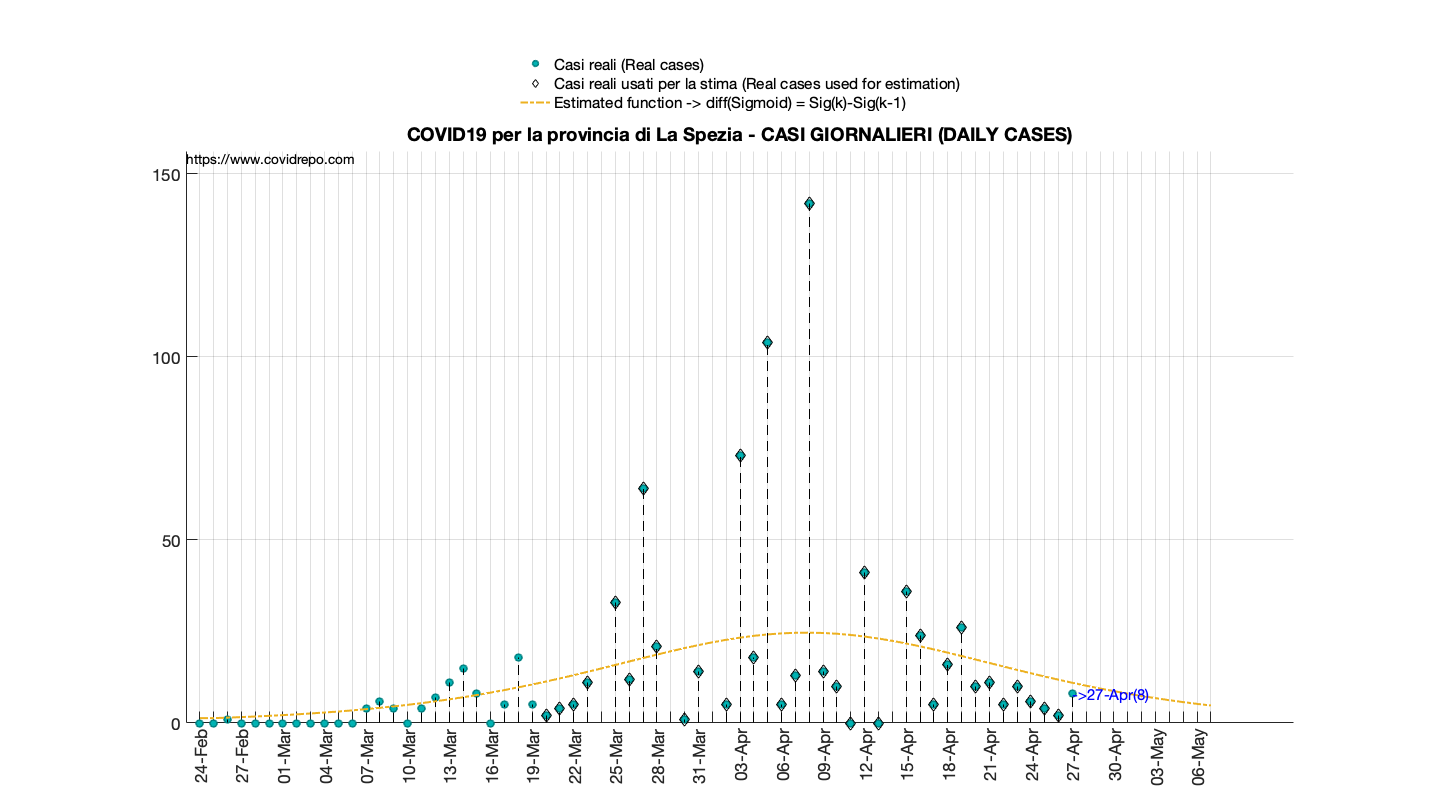 Casi reali (Real cases)
Casi reali usati per la stima (Real cases used for estimation)
Estimated function -> diff(Sigmoid) = Sig(k)-Sig(k-1)
COVID19 per la provincia di La Spezia - CASI GIORNALIERI (DAILY CASES)
https://www.covidrepo.com
150
100
50
0
>27-Apr(8)
24-Feb
27-Feb
01-Mar
04-Mar
07-Mar
10-Mar
13-Mar
16-Mar
19-Mar
22-Mar
25-Mar
28-Mar
31-Mar
03-Apr
06-Apr
09-Apr
12-Apr
15-Apr
18-Apr
21-Apr
24-Apr
27-Apr
30-Apr
03-May
06-May